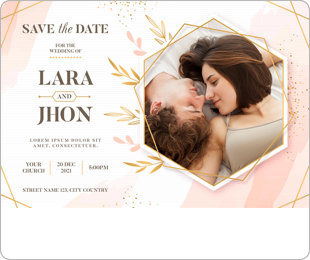 SAVE the DATE
FOR THE
WEDDING OF
LARA
AND
JHON
LOREM IPSUM DOLOR SIT
AMET, CONSECTETUER.
YOUR CHURCH
20 DEC 2021
5:00PM
STREET NAME 123, CITY COUNTRY